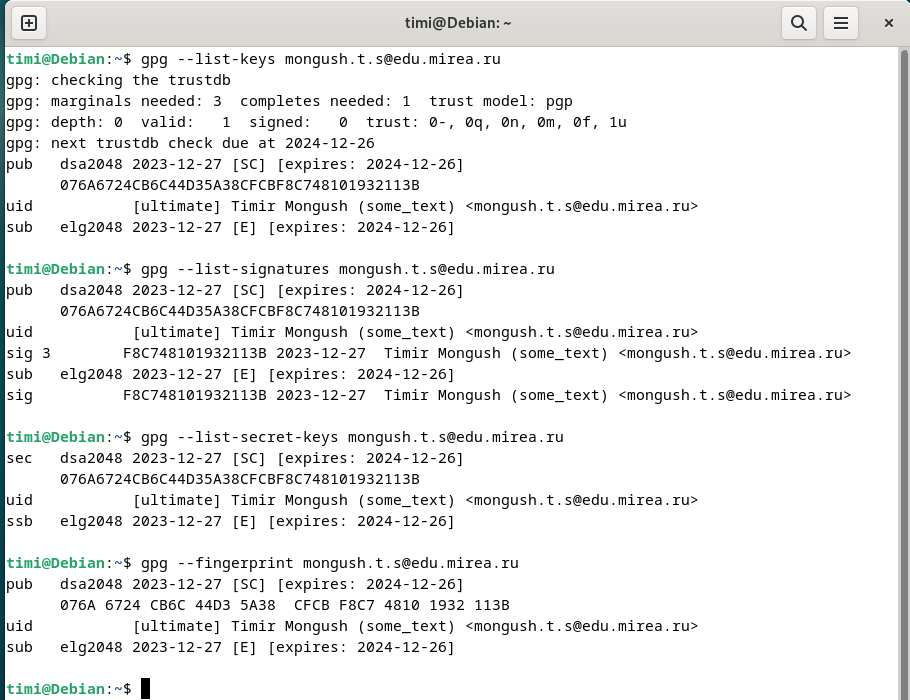 timi@Debian: ~
timi@Debian:~$ gpg --list-keys mongush.t.s@edu.mirea.ru
gpg: checking the trustdb
gpg: marginals needed: 3  completes needed: 1  trust model: pgp
gpg: depth: 0  valid:   1  signed:   0  trust: 0-, 0q, 0n, 0m, 0f, 1u
gpg: next trustdb check due at 2024-12-26
pub   dsa2048 2023-12-27 [SC] [expires: 2024-12-26]
      076A6724CB6C44D35A38CFCBF8C748101932113B
uid           [ultimate] Timir Mongush (some_text) <mongush.t.s@edu.mirea.ru>
sub   elg2048 2023-12-27 [E] [expires: 2024-12-26]

timi@Debian:~$ gpg --list-signatures mongush.t.s@edu.mirea.ru
pub   dsa2048 2023-12-27 [SC] [expires: 2024-12-26]
      076A6724CB6C44D35A38CFCBF8C748101932113B
uid           [ultimate] Timir Mongush (some_text) <mongush.t.s@edu.mirea.ru>
sig 3        F8C748101932113B 2023-12-27  Timir Mongush (some_text) <mongush.t.s@edu.mirea.ru>
sub   elg2048 2023-12-27 [E] [expires: 2024-12-26]
sig          F8C748101932113B 2023-12-27  Timir Mongush (some_text) <mongush.t.s@edu.mirea.ru>

timi@Debian:~$ gpg --list-secret-keys mongush.t.s@edu.mirea.ru
sec   dsa2048 2023-12-27 [SC] [expires: 2024-12-26]
      076A6724CB6C44D35A38CFCBF8C748101932113B
uid           [ultimate] Timir Mongush (some_text) <mongush.t.s@edu.mirea.ru>
ssb   elg2048 2023-12-27 [E] [expires: 2024-12-26]

timi@Debian:~$ gpg --fingerprint mongush.t.s@edu.mirea.ru
pub   dsa2048 2023-12-27 [SC] [expires: 2024-12-26]
      076A 6724 CB6C 44D3 5A38  CFCB F8C7 4810 1932 113B
uid           [ultimate] Timir Mongush (some_text) <mongush.t.s@edu.mirea.ru>
sub   elg2048 2023-12-27 [E] [expires: 2024-12-26]

timi@Debian:~$